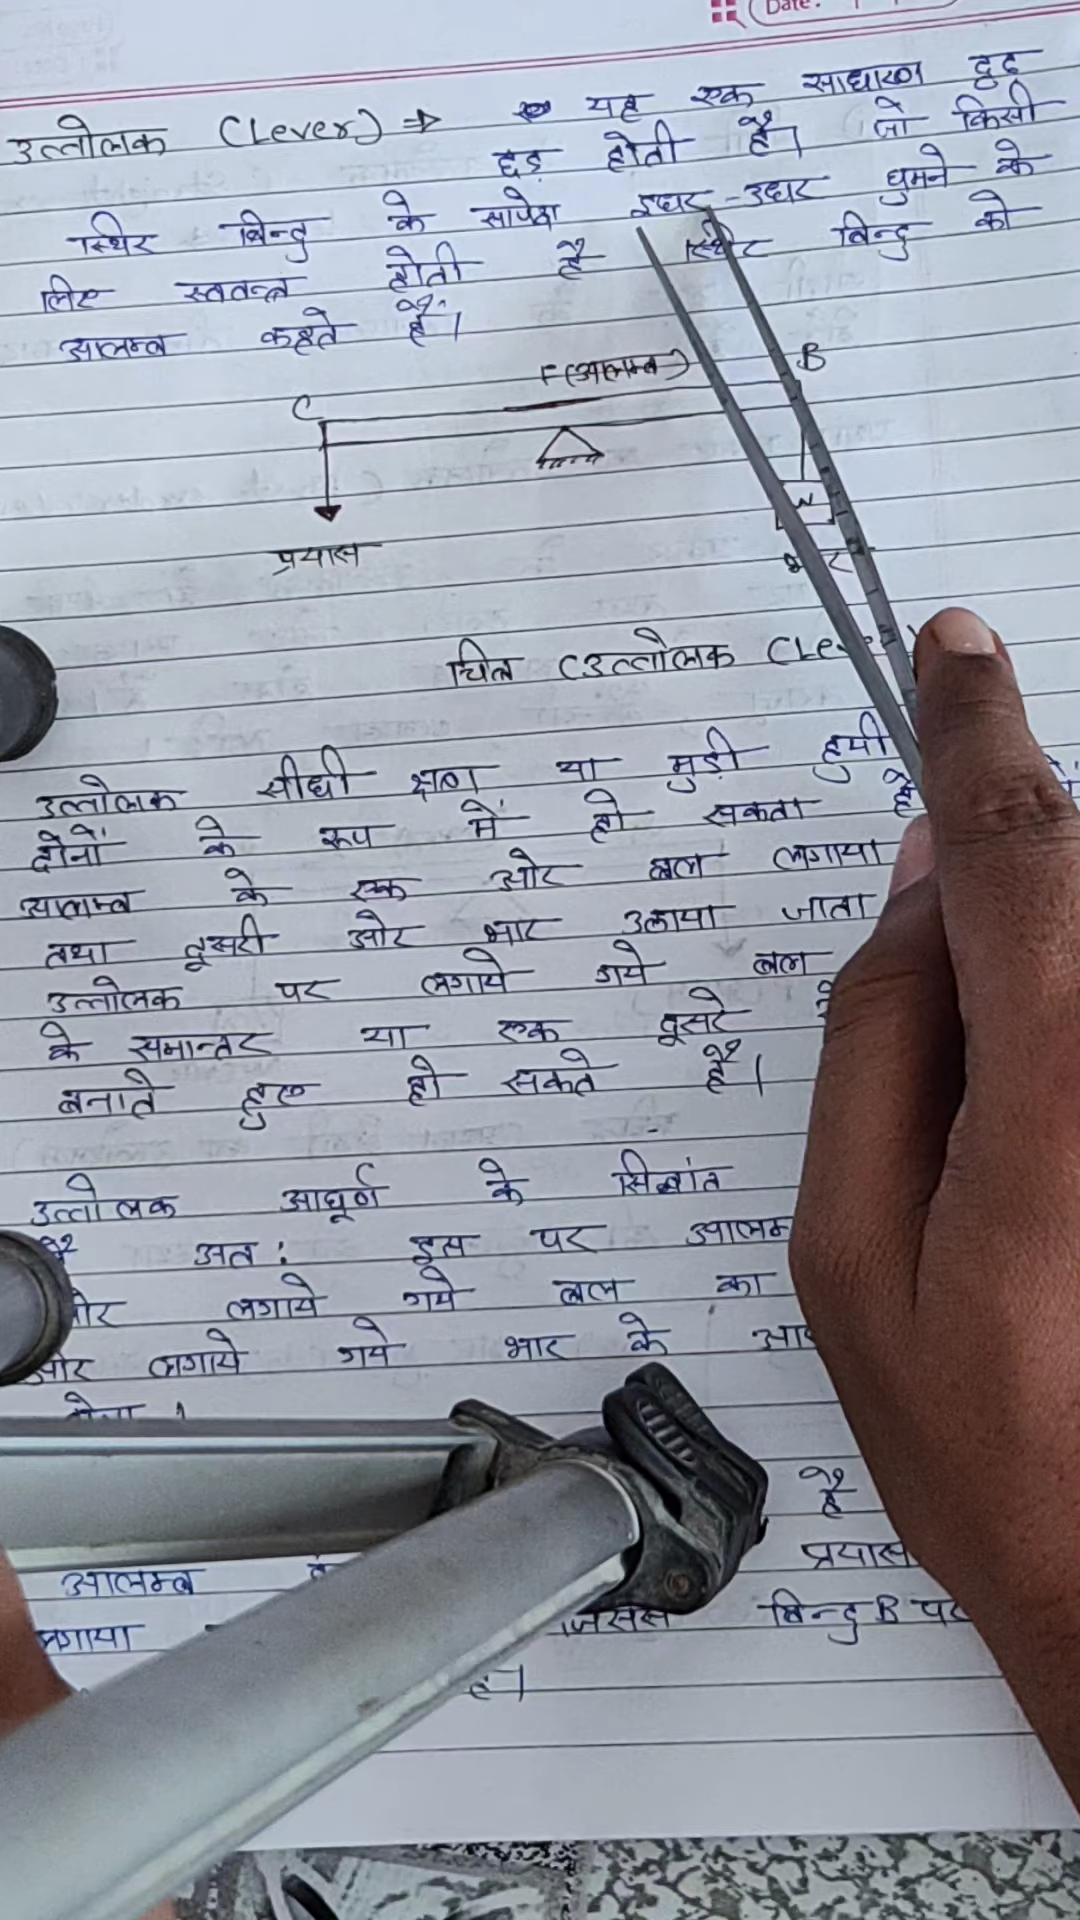 Date.
उत्तोलक (Lever) ⇒ यह एक साधारण दृढ़
छड़ होती है। जो किसी
स्थिर बिन्दु के सापेक्ष इधर-उधर घुमने के
लिए स्वतन्त्र होती है स्थिर बिन्दु को
आलम्ब कहते हैं।
F(आलम्ब)
B
C
W
प्रयास
भार
चित्र (उत्तोलक (Le
उत्तोलक सीधी या मुड़ी हुयी
दोनों के रूप में हो सकता है
आलम्ब के एक ओर बल लगाया
तथा दूसरी ओर भार उठाया जाता
उत्तोलक पर लगाये गये बल
के समान्तर या एक दूसरे
बनाते हुए हो सकते हैं।
उत्तोलक आघूर्ण के सिद्धांत
अत: इस पर आलम
लगाये गये बल का
ओर लगाये गये भार के
है
आलम्ब प्रयास
बिन्दु B पर